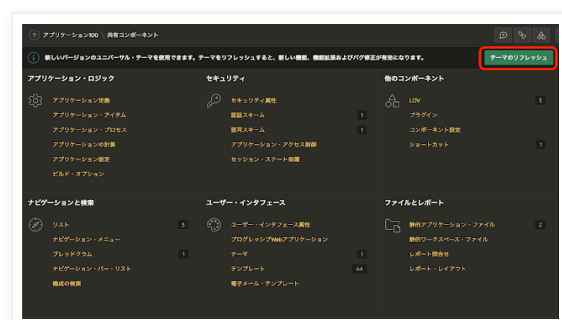 アプリケーション100 \ 共有コンポーネント
新しいバージョンのユニバーサル・テーマを使用できます。テーマをリフレッシュすると、新しい機能、機能拡張およびバグ修正が有効になります。
テーマのリフレッシュ
アプリケーション・ロジック
アプリケーション定義
アプリケーション・アイテム
アプリケーション・プロセス
アプリケーションの計算
アプリケーション設定
ビルド・オプション
セキュリティ
セキュリティ属性
認証スキーム 1
認可スキーム 1
アプリケーション・アクセス制御
セッション・ステート保護
他のコンポーネント
LOV 3
プラグイン
コンポーネント設定
ショートカット 1
ナビゲーションと検索
リスト 3
ナビゲーション・メニュー
ブレッドクラム 1
ナビゲーション・バー・リスト
構成の検索
ユーザー・インタフェース
ユーザー・インタフェース属性
プログレッシブWebアプリケーション
テーマ 1
テンプレート 64
電子メール・テンプレート
ファイルとレポート
静的アプリケーション・ファイル 2
静的ワークスペース・ファイル
レポート問合せ
レポート・レイアウト